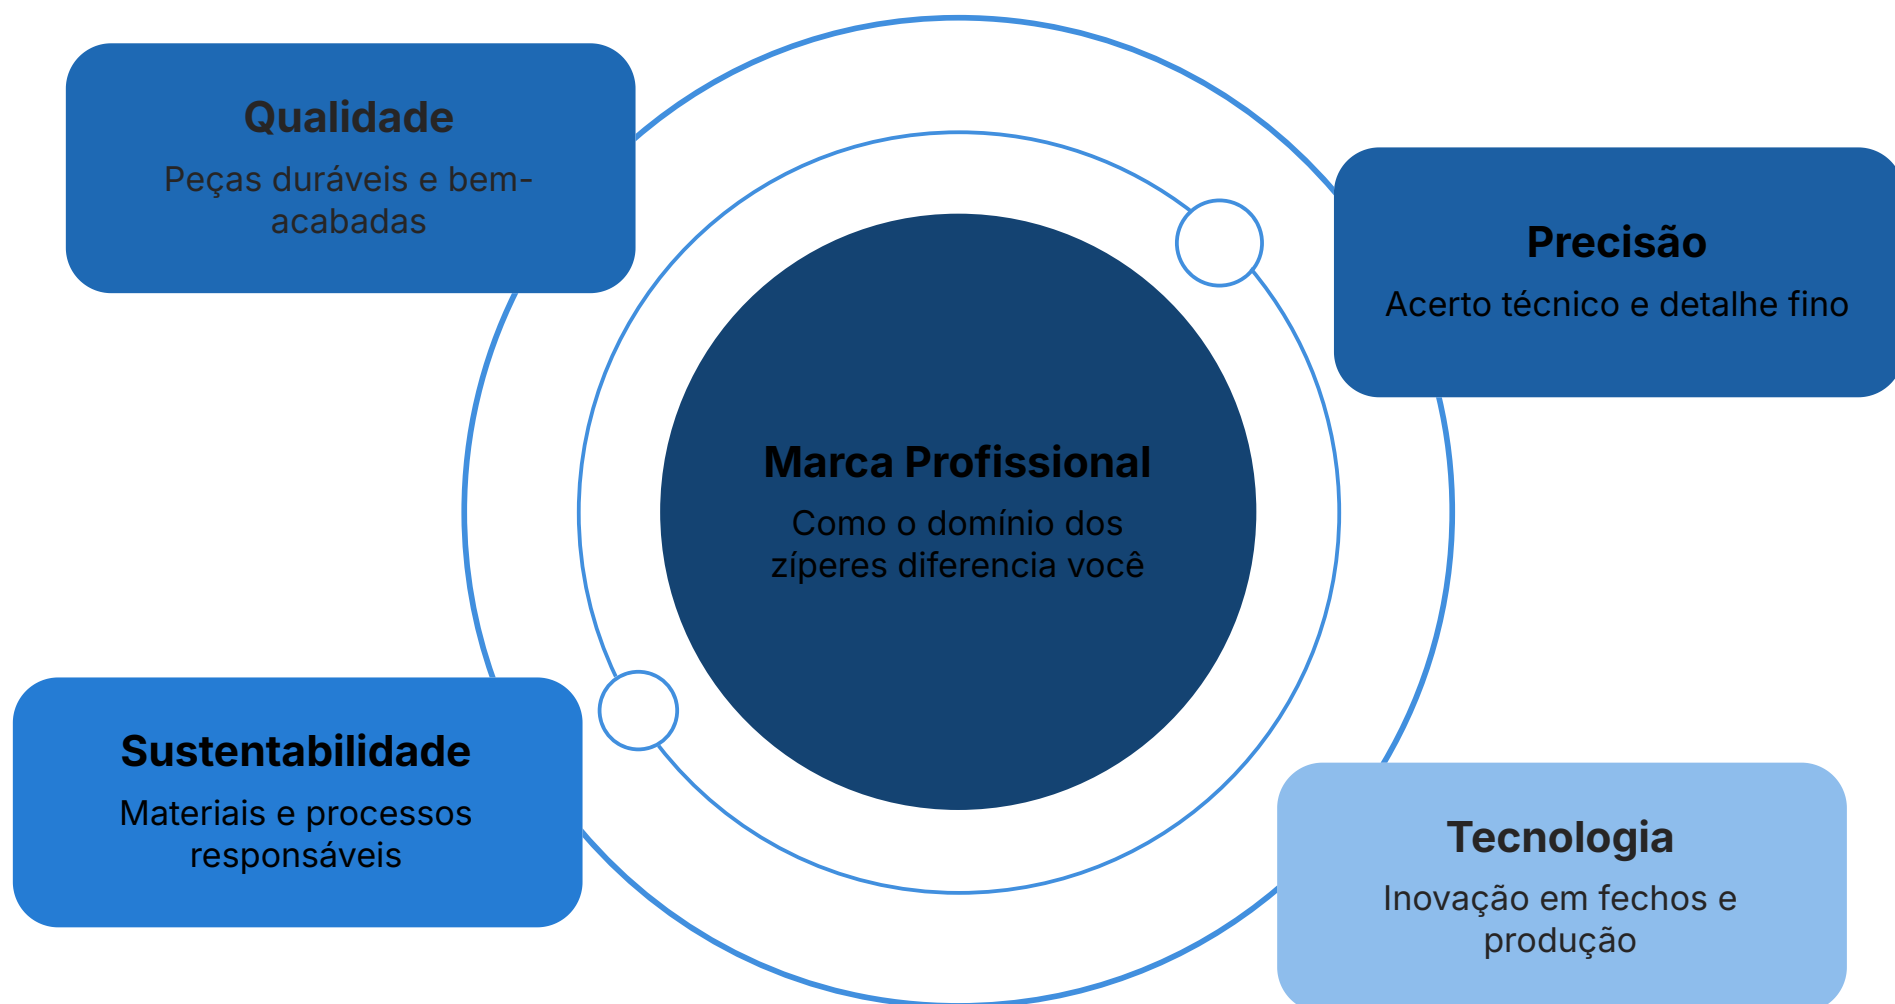 Qualidade
Peças duráveis e bem-
acabadas
Precisão
Acerto técnico e detalhe fino
Marca Profissional
Como o domínio dos
zíperes diferencia você
Sustentabilidade
Materiais e processos
responsáveis
Tecnologia
Inovação em fechos e
produção